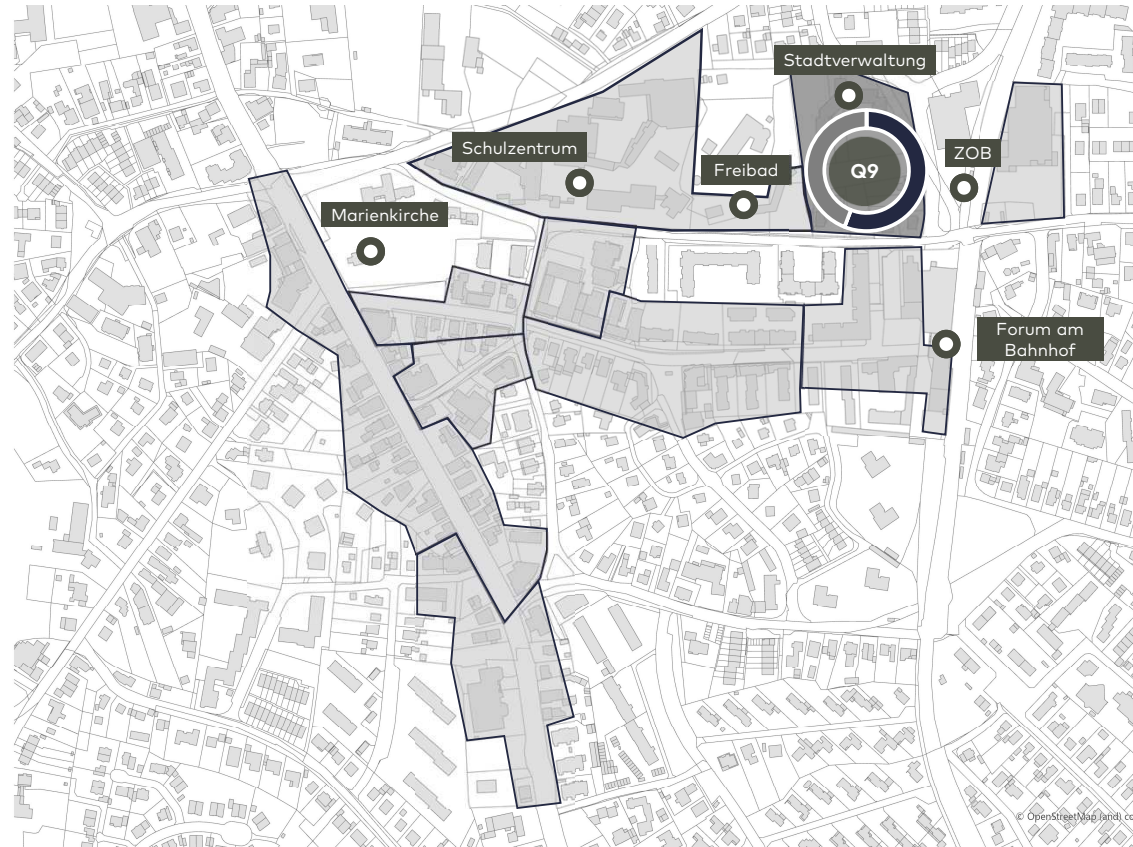 Stadtverwaltung
Schulzentrum
ZOB
Freibad
Q9
Marienkirche
Forum am
Bahnhof
© OpenStreetMap (and) co